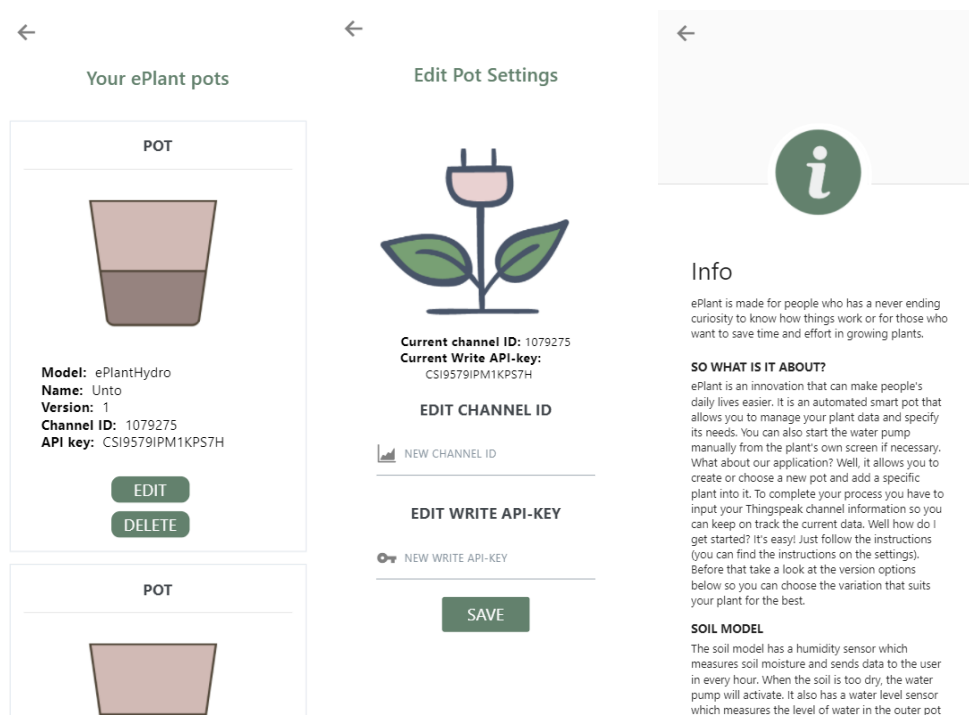 Your ePlant pots
POT
Model: ePlantHydro
Name: Unto
Version: 1
Channel ID: 1079275
API key: CSI9579IPM1KPS7H
EDIT
DELETE
POT
Edit Pot Settings
Current channel ID: 1079275
Current Write API-key:
CSI9579IPM1KPS7H
EDIT CHANNEL ID
NEW CHANNEL ID
EDIT WRITE API-KEY
NEW WRITE API-KEY
SAVE
i
Info
ePlant is made for people who has a never ending
curiosity to know how things work or for those who
want to save time and effort in growing plants.
SO WHAT IS IT ABOUT?
ePlant is an innovation that can make people's
daily lives easier. It is an automated smart pot that
allows you to manage your plant data and specify
its needs. You can also start the water pump
manually from the plant's own screen if necessary.
What about our application? Well, it allows you to
create or choose a new pot and add a specific
plant into it. To complete your process you have to
input your Thingspeak channel information so you
can keep on track the current data. Well how do I
get started? It's easy! Just follow the instructions
(you can find the instructions on the settings).
Before that take a look at the version options
below so you can choose the variation that suits
your plant for the best.
SOIL MODEL
The soil model has a humidity sensor which
measures soil moisture and sends data to the user
in every hour. When the soil is too dry, the water
pump will activate. It also has a water level sensor
which measures the level of water in the outer pot